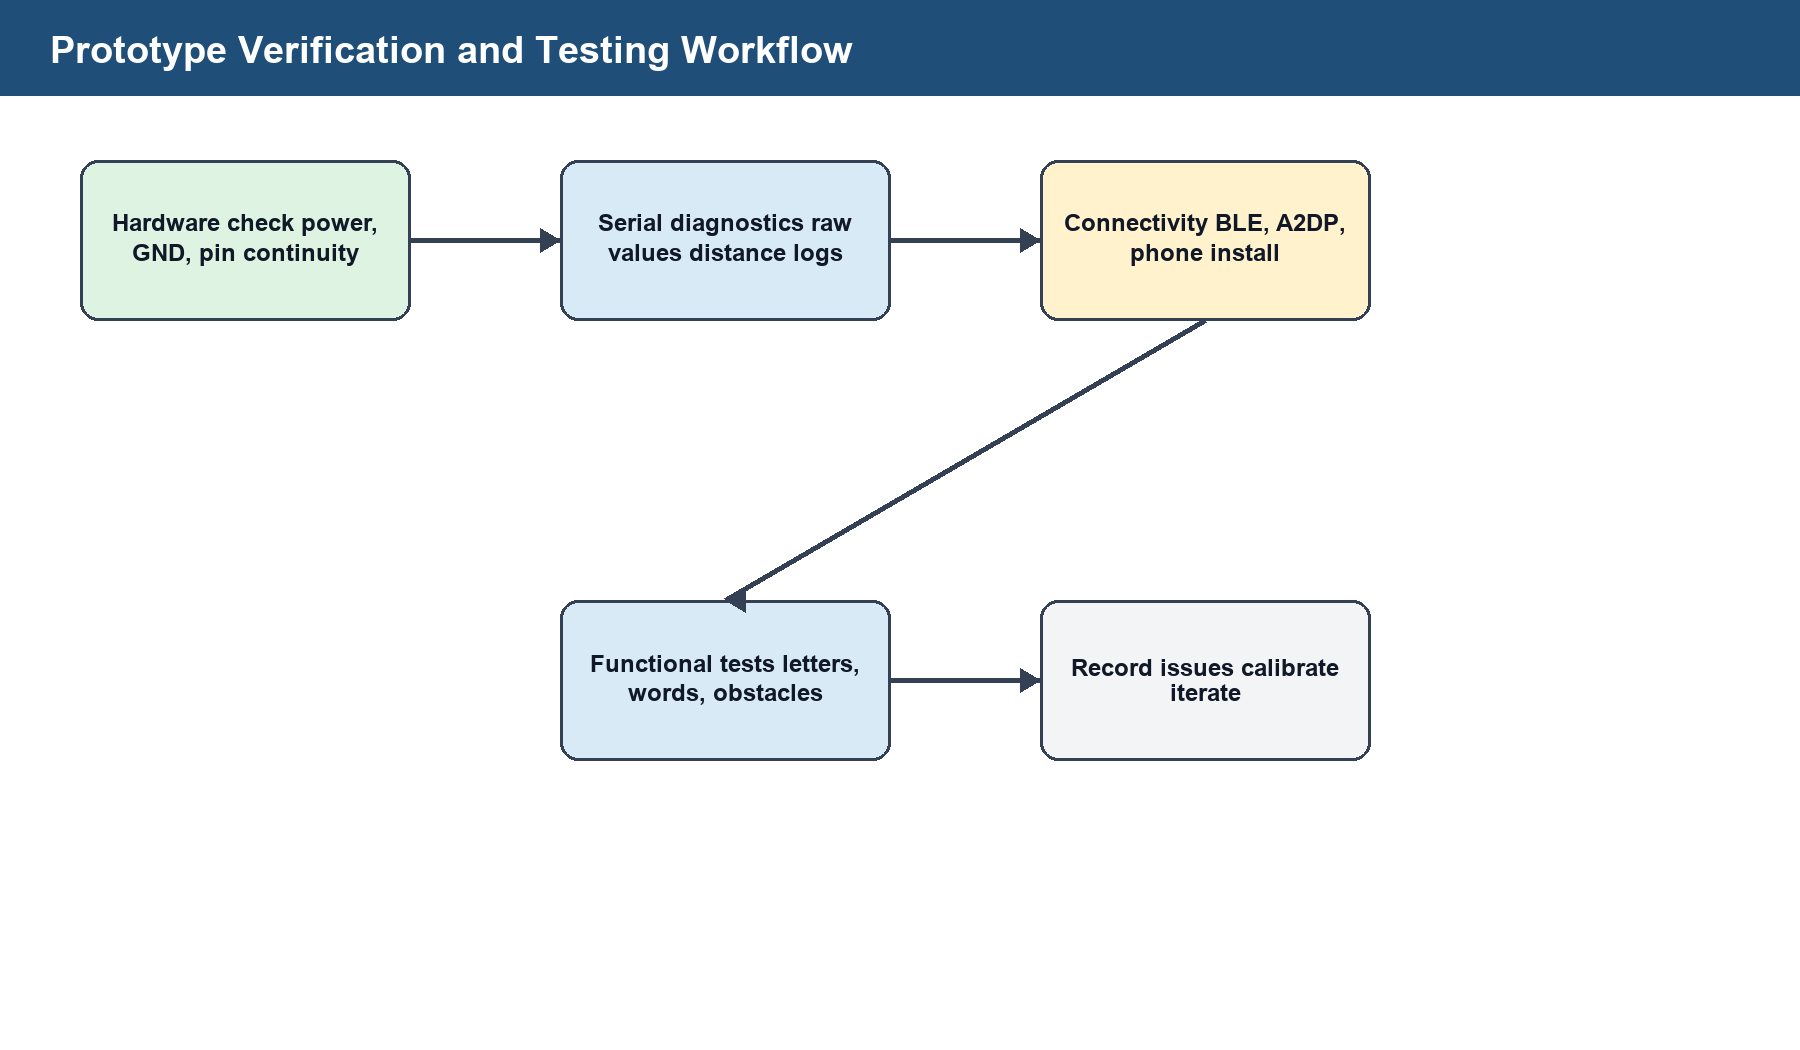 Prototype Verification and Testing Workflow
Hardware check power,
GND, pin continuity
Serial diagnostics raw
values distance logs
Connectivity BLE, A2DP,
phone install
Functional tests letters,
words, obstacles
Record issues calibrate
iterate